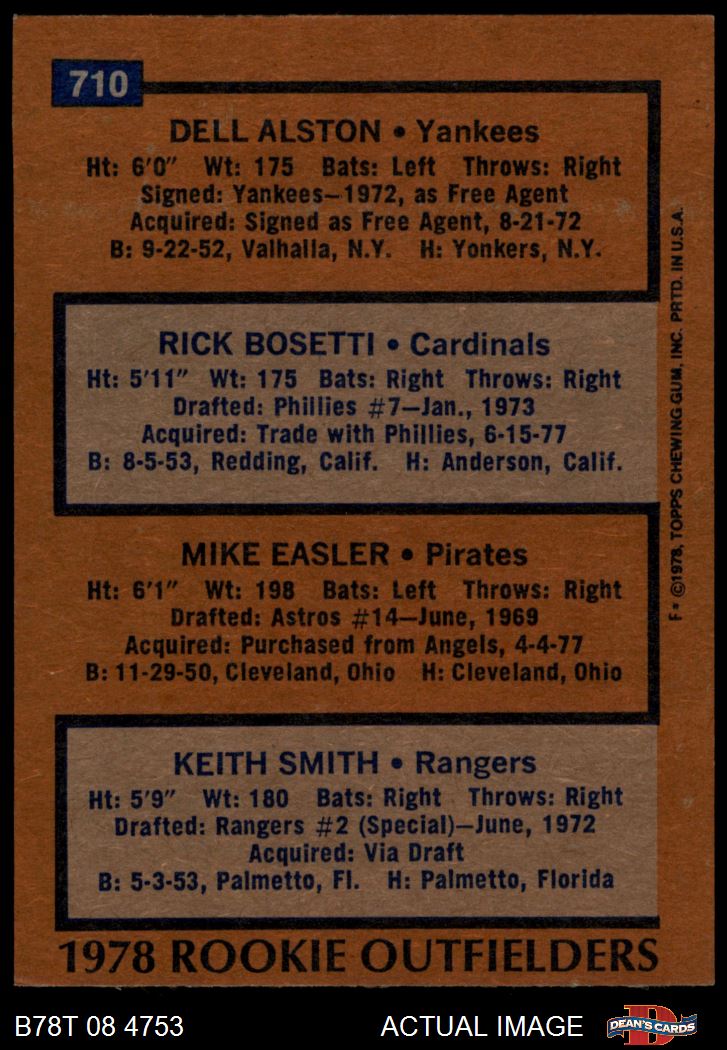 710
DELL ALSTON • Yankees
Ht: 6'0" Wt: 175 Bats: Left Throws: Right
Signed: Yankees—1972, as Free Agent
Acquired: Signed as Free Agent, 8-21-72
B: 9-22-52, Valhalla, N.Y. H: Yonkers, N.Y.
RICK BOSETTI • Cardinals
Ht: 5'11" Wt: 175 Bats: Right Throws: Right
Drafted: Phillies #7—Jan., 1973
Acquired: Trade with Phillies, 6-15-77
B: 8-5-53, Redding, Calif. H: Anderson, Calif.
MIKE EASLER • Pirates
Ht: 6'1" Wt: 198 Bats: Left Throws: Right
Drafted: Astros #14—June, 1969
Acquired: Purchased from Angels, 4-4-77
B: 11-29-50, Cleveland, Ohio H: Cleveland, Ohio
KEITH SMITH • Rangers
Ht: 5'9" Wt: 180 Bats: Right Throws: Right
Drafted: Rangers #2 (Special)—June, 1972
Acquired: Via Draft
B: 5-3-53, Palmetto, Fl. H: Palmetto, Florida
1978 ROOKIE OUTFIELDERS
F* ©1978, TOPPS CHEWING GUM, INC. PRTD. IN U.S.A.
B78T 08 4753 ACTUAL IMAGE
D
DEAN'S CARDS